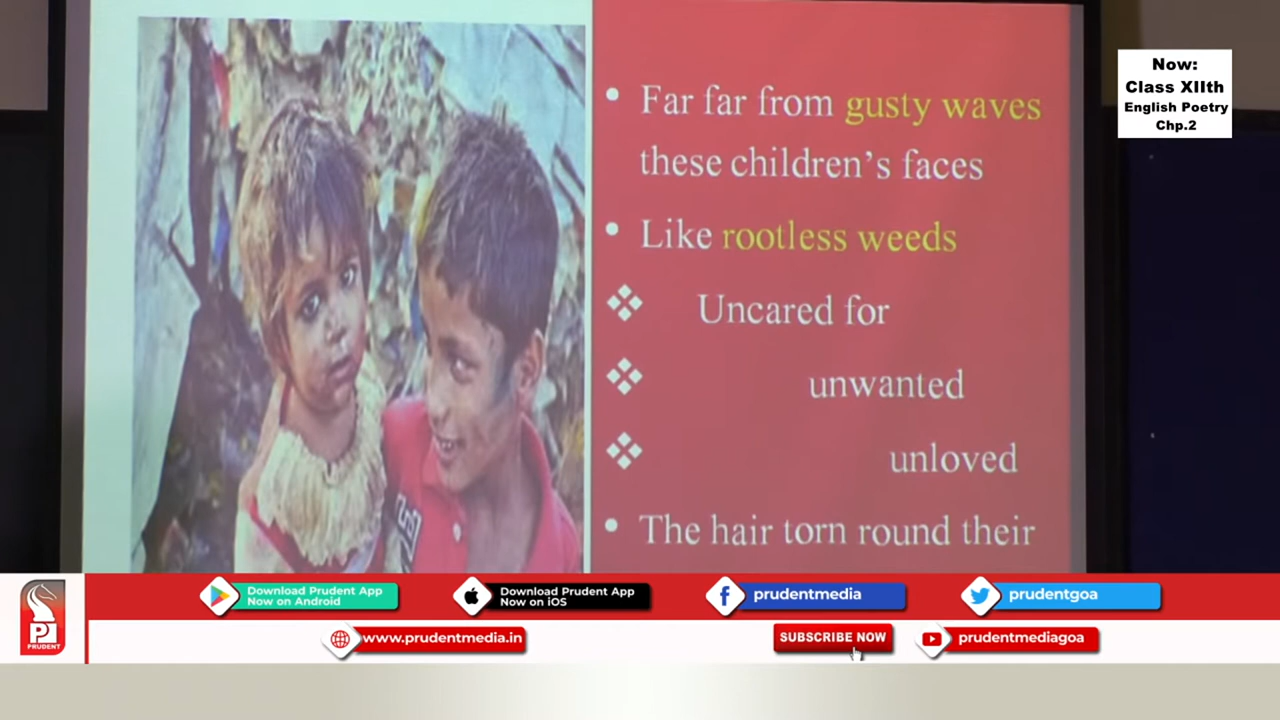 Now:
Class XIIth
English Poetry
Chp.2
• Far far from gusty waves
these children's faces
• Like rootless weeds
❖ Uncared for
❖ unwanted
❖ unloved
• The hair torn round their
Download Prudent App
Now on Android
Download Prudent App
Now on iOS
prudentmedia
prudentgoa
PRUDENT
www.prudentmedia.in
SUBSCRIBE NOW
prudentmediagoa